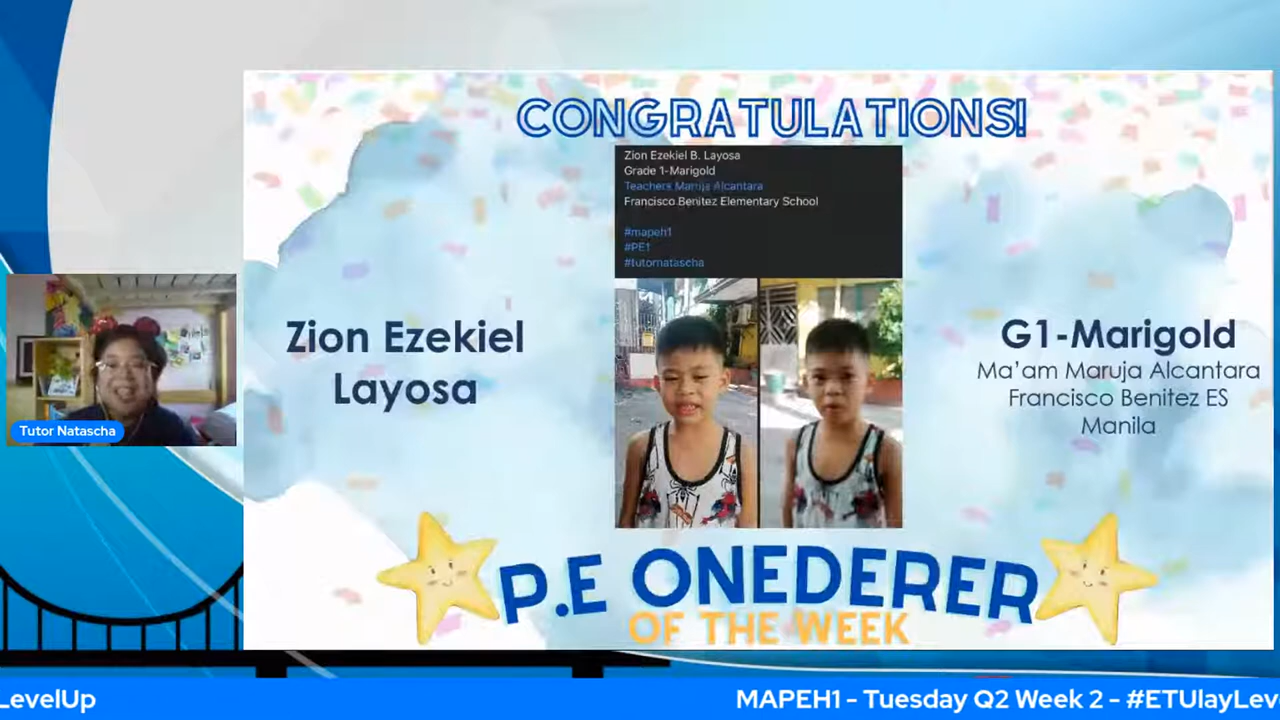 CONGRATULATIONS!
Zion Ezekiel B. Layosa
Grade 1-Marigold
Teachers Maruja Alcantara
Francisco Benitez Elementary School
#mapeh1
#PE1
#tutornatascha
Zion Ezekiel
Layosa
G1-Marigold
Ma'am Maruja Alcantara
Francisco Benitez ES
Manila
Tutor Natascha
P.E ONEDERER
OF THE WEEK
LevelUp
MAPEH1 - Tuesday Q2 Week 2 - #ETUlayLev